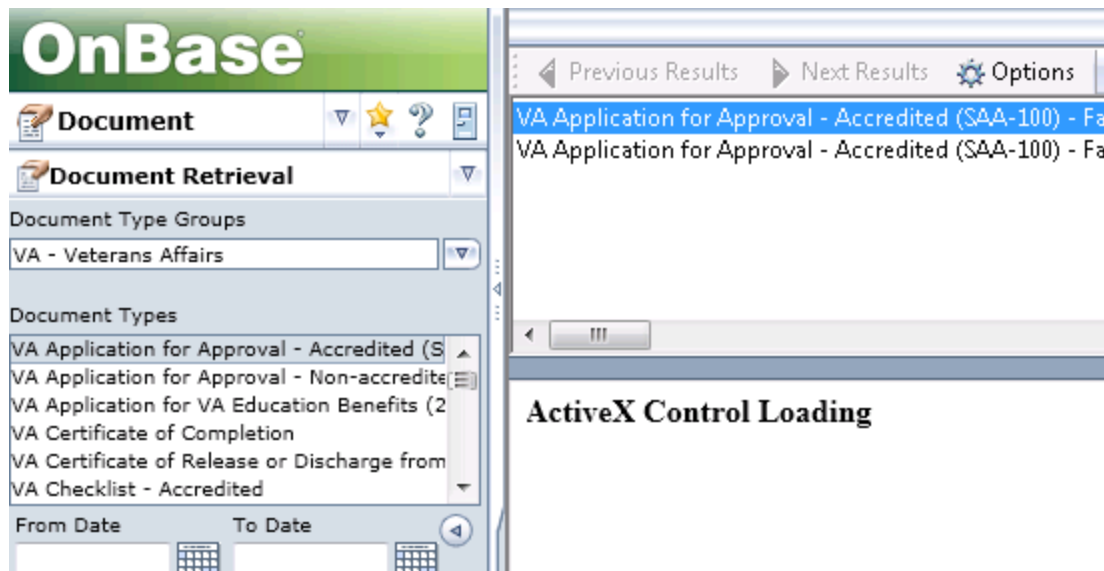 OnBase
Document
Document Retrieval
Document Type Groups
VA - Veterans Affairs
Document Types
VA Application for Approval - Accredited (S
VA Application for Approval - Non-accredite
VA Application for VA Education Benefits (2
VA Certificate of Completion
VA Certificate of Release or Discharge from
VA Checklist - Accredited
From Date To Date
Previous Results Next Results Options
VA Application for Approval - Accredited (SAA-100) - Fa
VA Application for Approval - Accredited (SAA-100) - Fa
ActiveX Control Loading